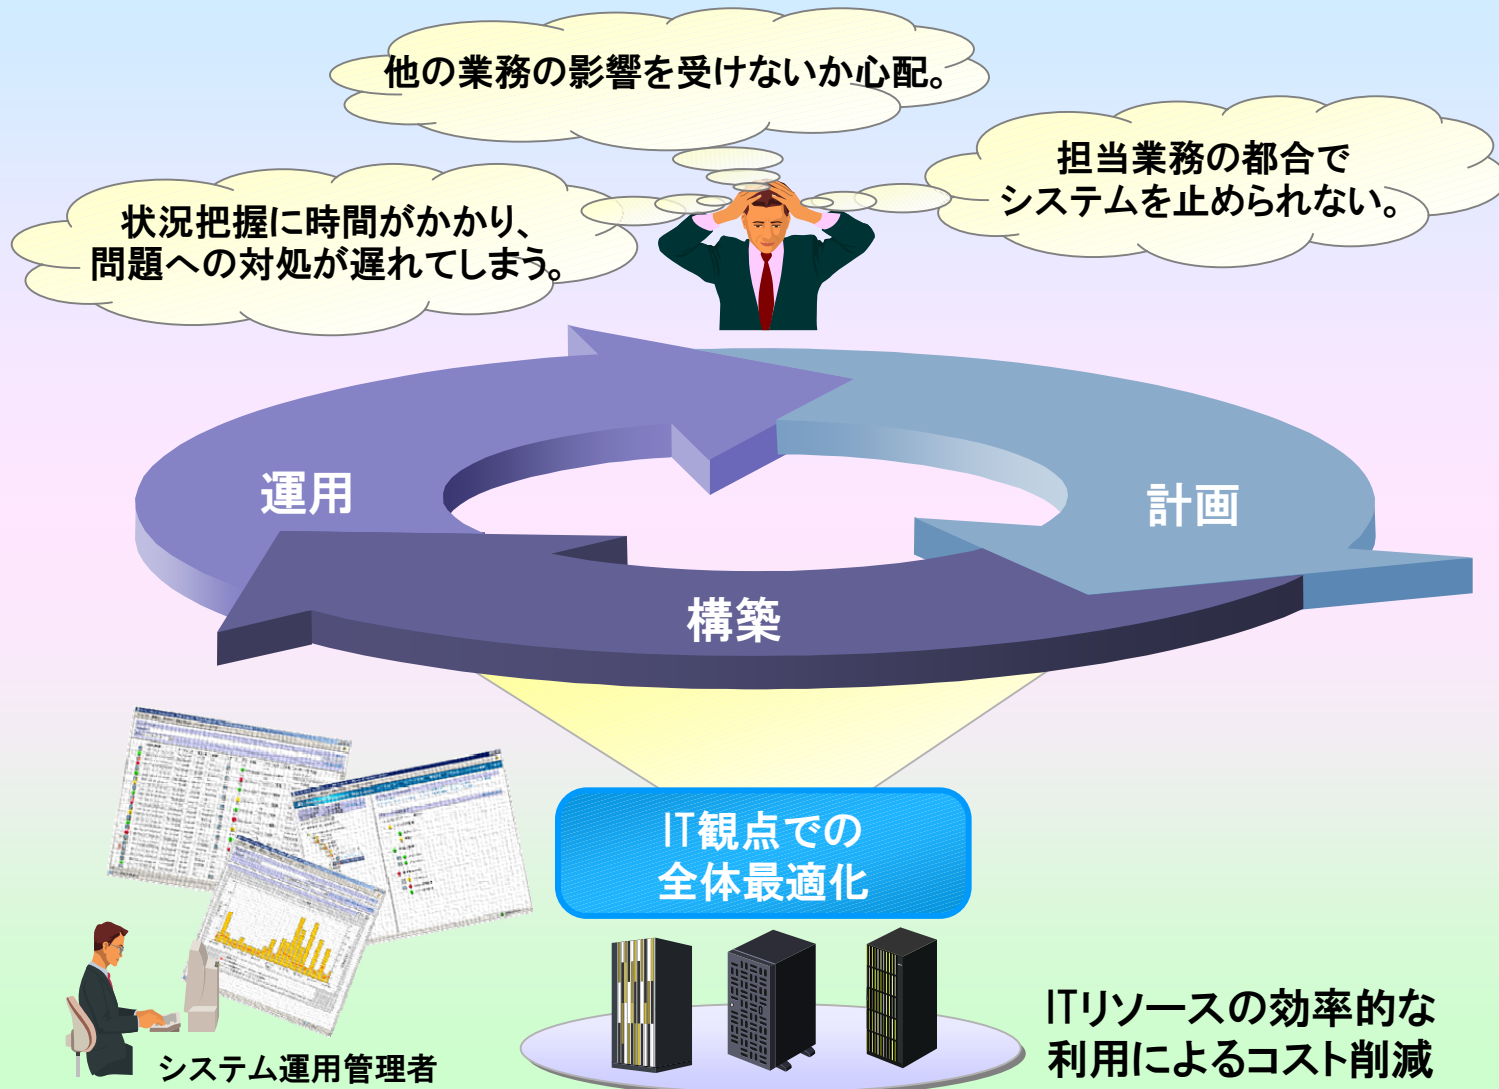 他の業務の影響を受けないか心配。
担当業務の都合で
システムを止められない。
状況把握に時間がかかり、
問題への対処が遅れてしまう。
運用
計画
構築
IT観点での
全体最適化
システム運用管理者
ITリソースの効率的な
利用によるコスト削減